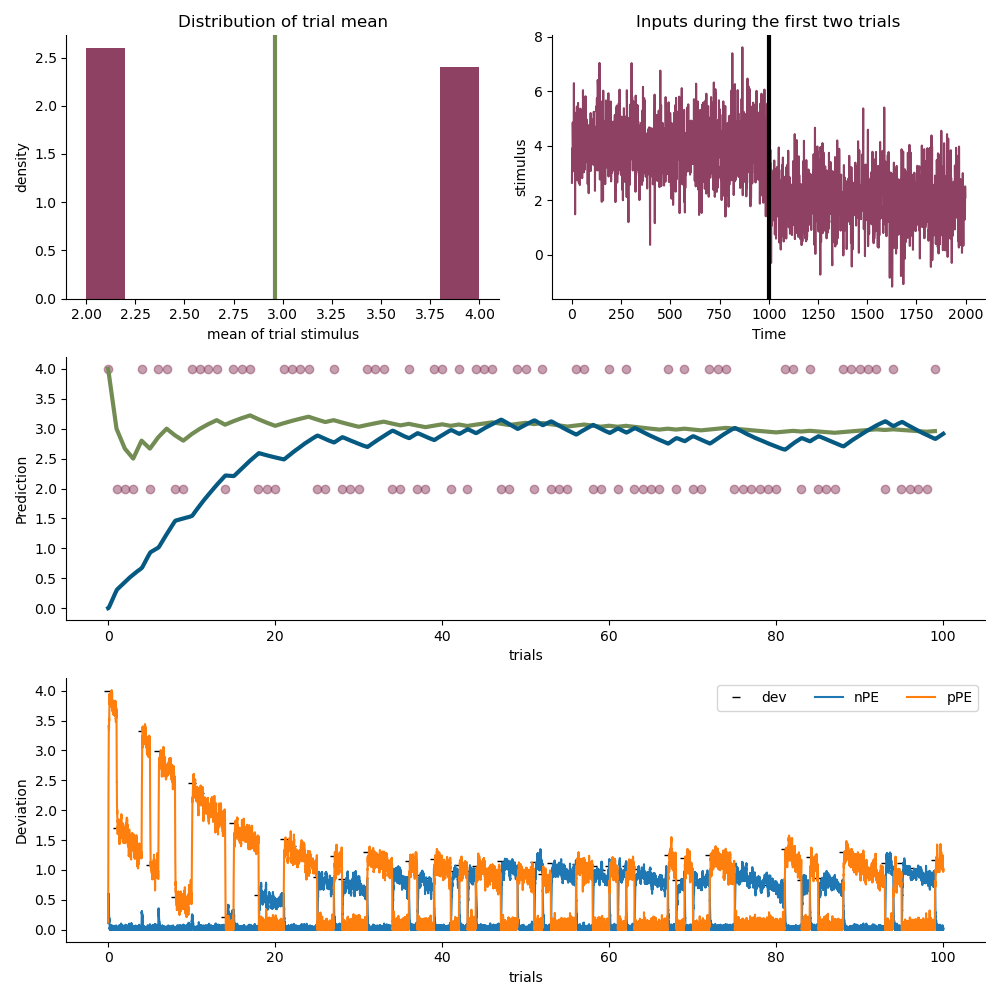 Distribution of trial mean
density
2.5
2.0
1.5
1.0
0.5
0.0
2.00 2.25 2.50 2.75 3.00 3.25 3.50 3.75 4.00
mean of trial stimulus
Inputs during the first two trials
stimulus
8
6
4
2
0
0 250 500 750 1000 1250 1500 1750 2000
Time
Prediction
4.0
3.5
3.0
2.5
2.0
1.5
1.0
0.5
0.0
0 20 40 60 80 100
trials
Deviation
4.0
3.5
3.0
2.5
2.0
1.5
1.0
0.5
0.0
dev nPE pPE
0 20 40 60 80 100
trials